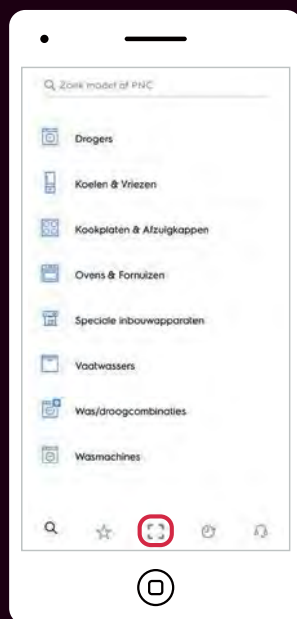 Zoek model of PNC
Drogers
Koelen & Vriezen
Kookplaten & Afzuigkappen
Ovens & Fornuizen
Speciale inbouwapparaten
Vaatwassers
Was/droogcombinaties
Wasmachines